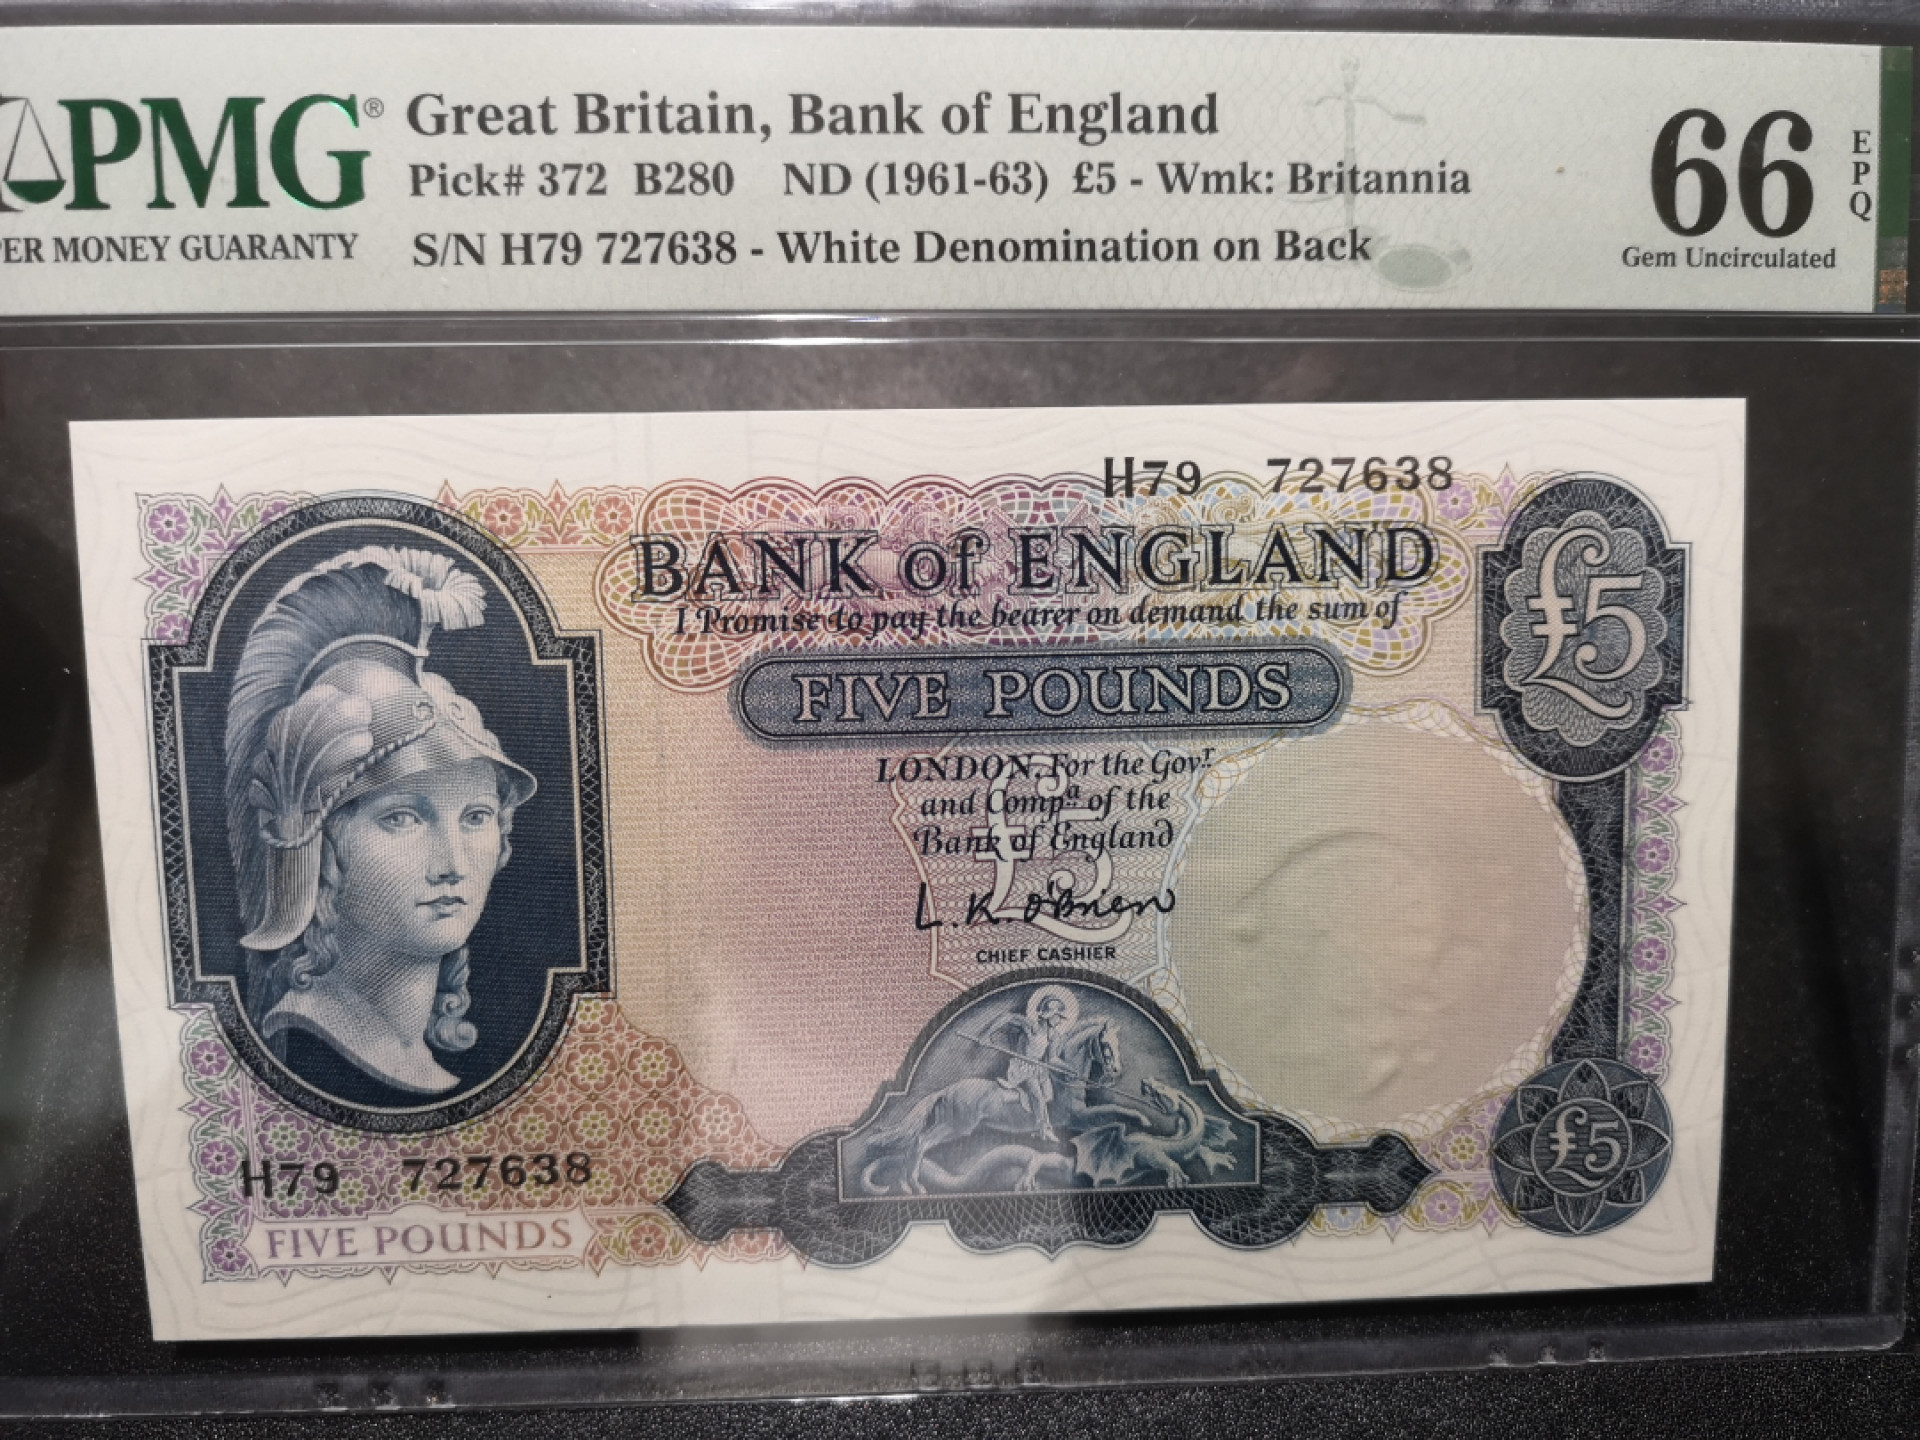 PMG®
Great Britain, Bank of England
Pick# 372 B280 ND (1961-63) £5 - Wmk: Britannia
S/N H79 727638 - White Denomination on Back
MONEY GUARANTY
66
EPQ
Gem Uncirculated
H79 727638
BANK of ENGLAND
I Promise to pay the bearer on demand the sum of
FIVE POUNDS
£5
LONDON, For the Govr.
and Compa. of the
Bank of England
£5
L.K. O'Brien
CHIEF CASHIER
H79 727638
FIVE POUNDS
£5